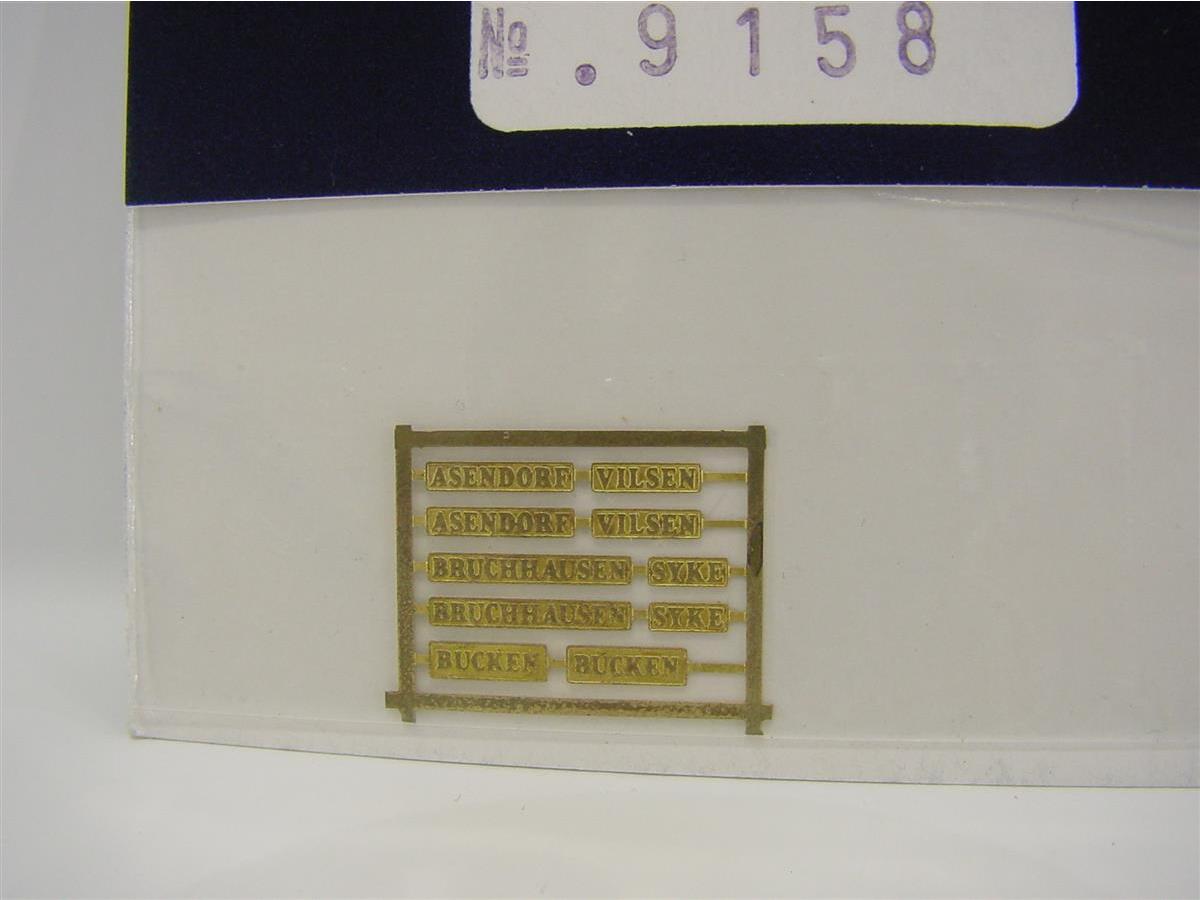 № .9158
ASENDORF VILSEN
ASENDORF VILSEN
BRUCHHAUSEN SYKE
BRUCHHAUSEN SYKE
BÜCKEN BÜCKEN